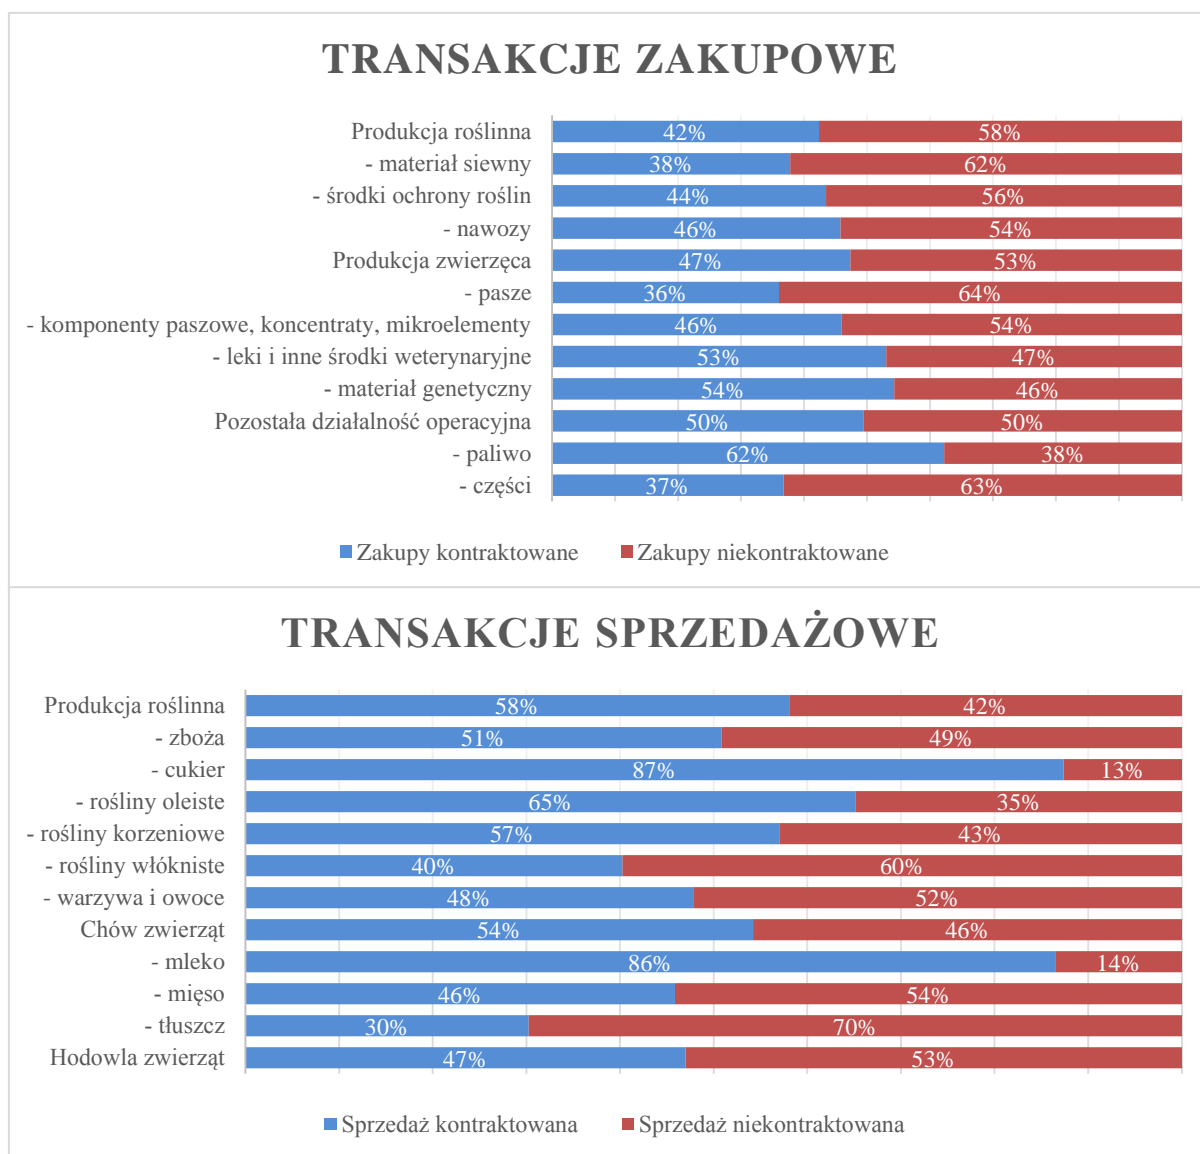 TRANSAKCJE ZAKUPOWE
Produkcja roślinna 42% 58%
- materiał siewny 38% 62%
- środki ochrony roślin 44% 56%
- nawozy 46% 54%
Produkcja zwierzęca 47% 53%
- pasze 36% 64%
- komponenty paszowe, koncentraty, mikroelementy 46% 54%
- leki i inne środki weterynaryjne 53% 47%
- materiał genetyczny 54% 46%
Pozostała działalność operacyjna 50% 50%
- paliwo 62% 38%
- części 37% 63%
Zakupy kontraktowane Zakupy niekontraktowane
TRANSAKCJE SPRZEDAŻOWE
Produkcja roślinna 58% 42%
- zboża 51% 49%
- cukier 87% 13%
- rośliny oleiste 65% 35%
- rośliny korzeniowe 57% 43%
- rośliny włókniste 40% 60%
- warzywa i owoce 48% 52%
Chów zwierząt 54% 46%
- mleko 86% 14%
- mięso 46% 54%
- tłuszcz 30% 70%
Hodowla zwierząt 47% 53%
Sprzedaż kontraktowana Sprzedaż niekontraktowana